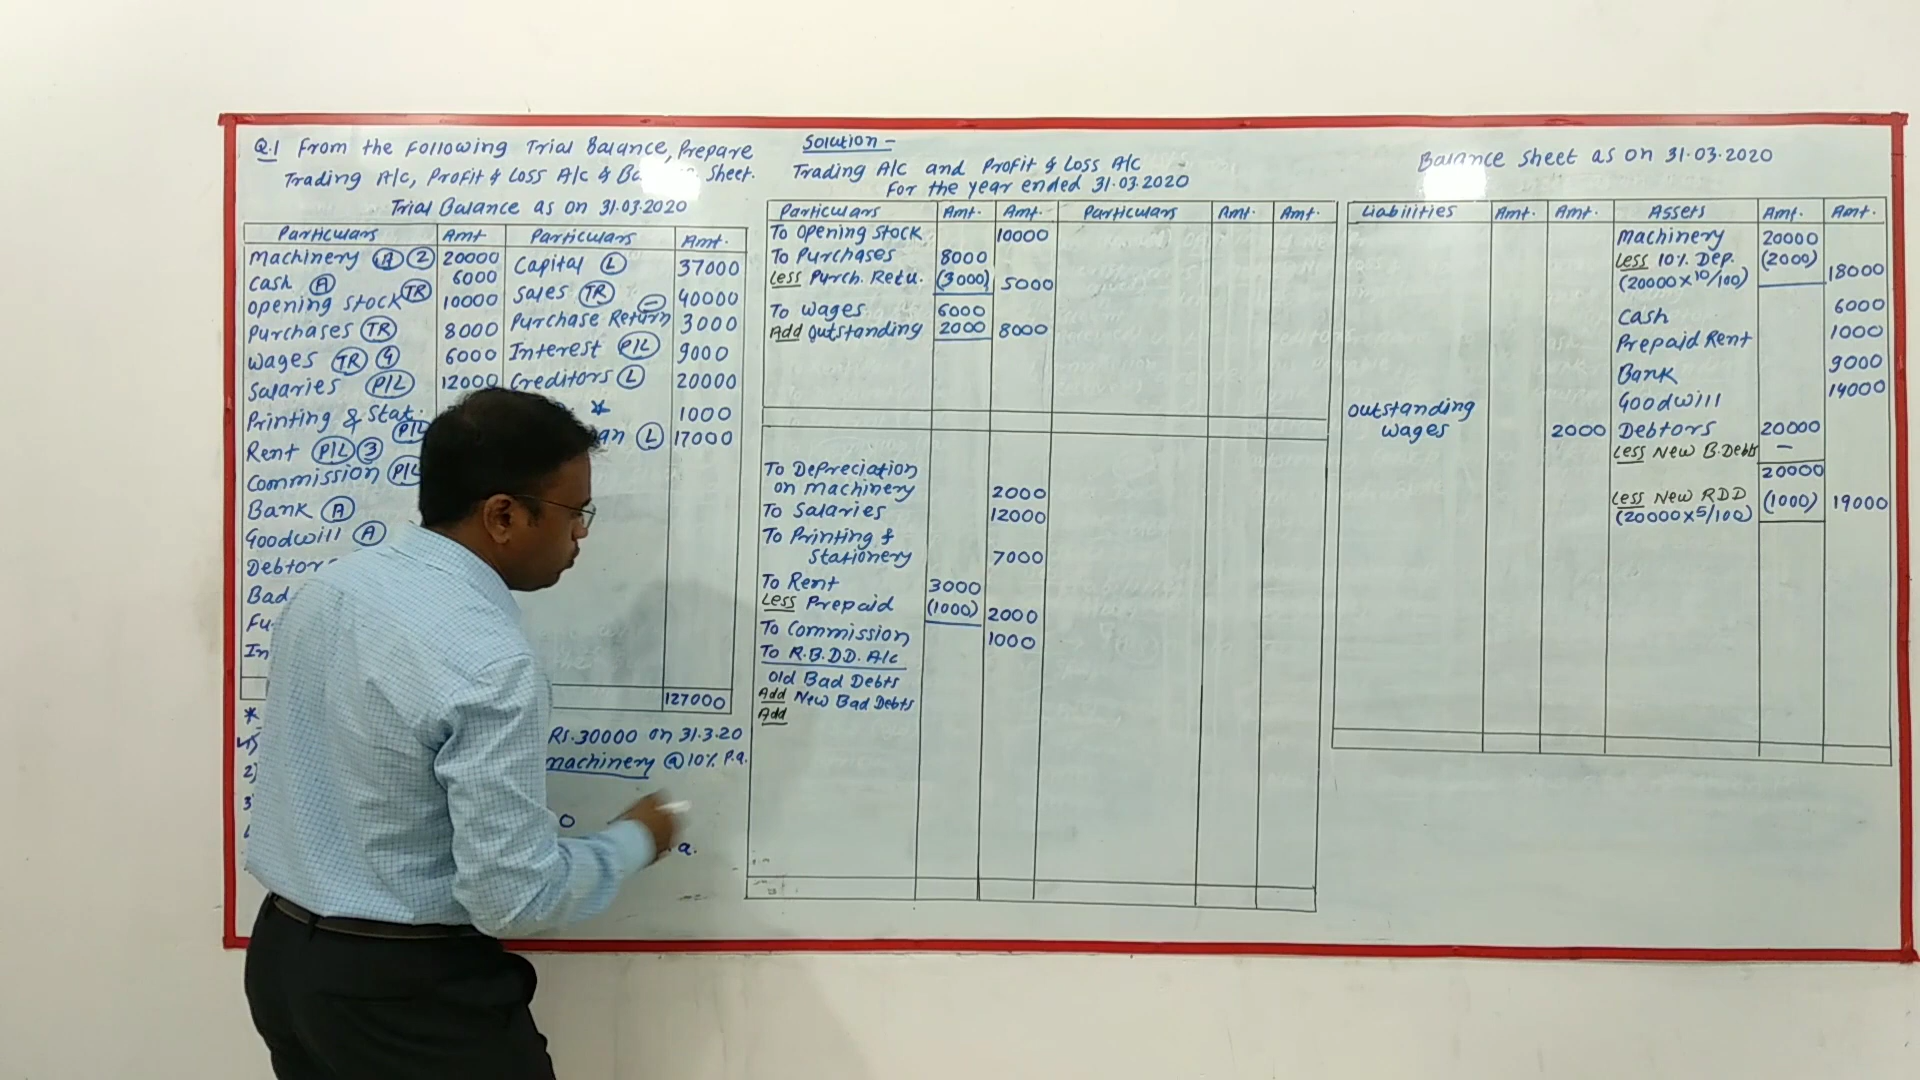 Q.1 From the Following Trial Balance, Prepare
Trading A/c, Profit & Loss A/c & Sheet.
Trial Balance as on 31.03.2020
Particulars Amt Particulars Amt.
Machinery (A) (2) 20000 Capital (L) 37000
Cash (A) 6000 Sales (TR) 40000
Opening Stock (TR) 10000 Purchase Return (-) 3000
Purchases (TR) 8000 Interest (P/L) 9000
Wages (TR) (4) 6000 Creditors (L) 20000
Salaries (P/L) 12000 * 1000
Printing & Stat. (P/L) (L) 17000
Rent (P/L) (3)
Commission (P/L)
Bank (A)
Goodwill (A)
Debtor
Bad
Fu
In
127000
*
Rs.30000 on 31.3.20
2) machinery @ 10% P.a.
3
0
a.
Solution -
Trading A/c and Profit & Loss A/c
For the year ended 31.03.2020
Particulars Amt. Amt. Particulars Amt. Amt.
To Opening Stock 10000
To Purchases 8000
Less Purch. Retu. (3000) 5000
To Wages 6000
Add Outstanding 2000 8000
To Depreciation
on machinery 2000
To Salaries 12000
To Printing &
Stationery 7000
To Rent 3000
Less Prepaid (1000) 2000
To Commission 1000
To R.B.D.D. A/c
Old Bad Debts
Add New Bad Debts
Add
Balance Sheet as on 31.03.2020
Liabilities Amt. Amt. Assets Amt. Amt.
Machinery 20000
Less 10% Dep. (2000)
(20000×10/100) 18000
Cash 6000
Prepaid Rent 1000
Bank 9000
Goodwill 14000
Outstanding
Wages 2000 Debtors 20000
Less New B.Debts –
20000
Less New RDD (1000) 19000
(20000×5/100)